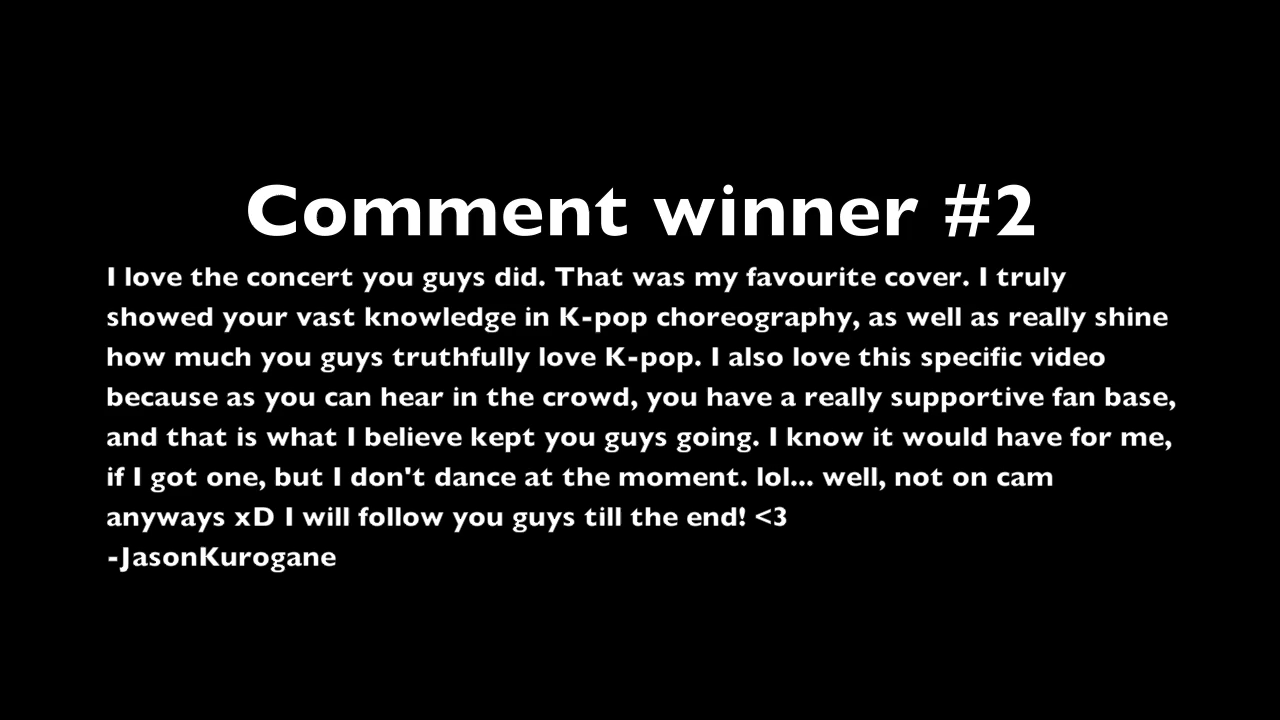 Comment winner #2
I love the concert you guys did. That was my favourite cover. I truly
showed your vast knowledge in K-pop choreography, as well as really shine
how much you guys truthfully love K-pop. I also love this specific video
because as you can hear in the crowd, you have a really supportive fan base,
and that is what I believe kept you guys going. I know it would have for me,
if I got one, but I don't dance at the moment. lol... well, not on cam
anyways xD I will follow you guys till the end! <3
-JasonKurogane